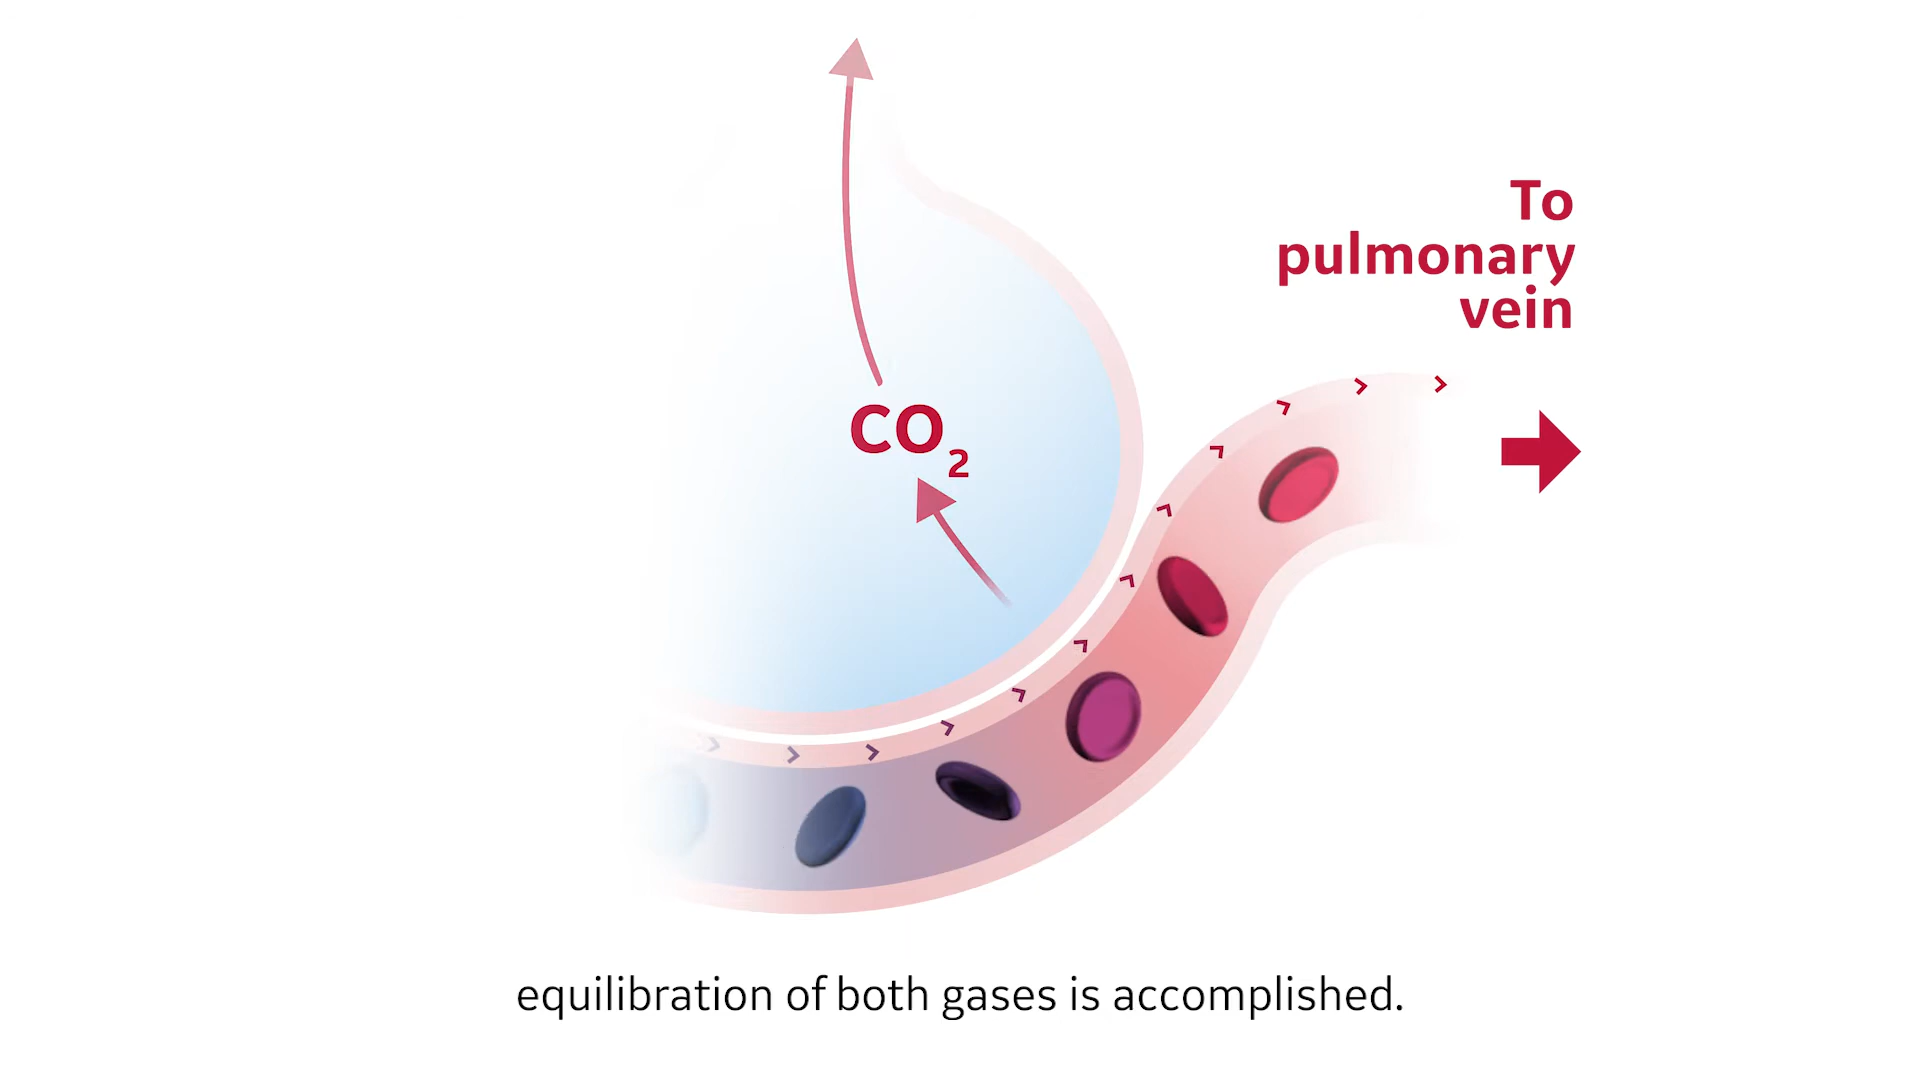 To
pulmonary
vein
CO₂
equilibration of both gases is accomplished.